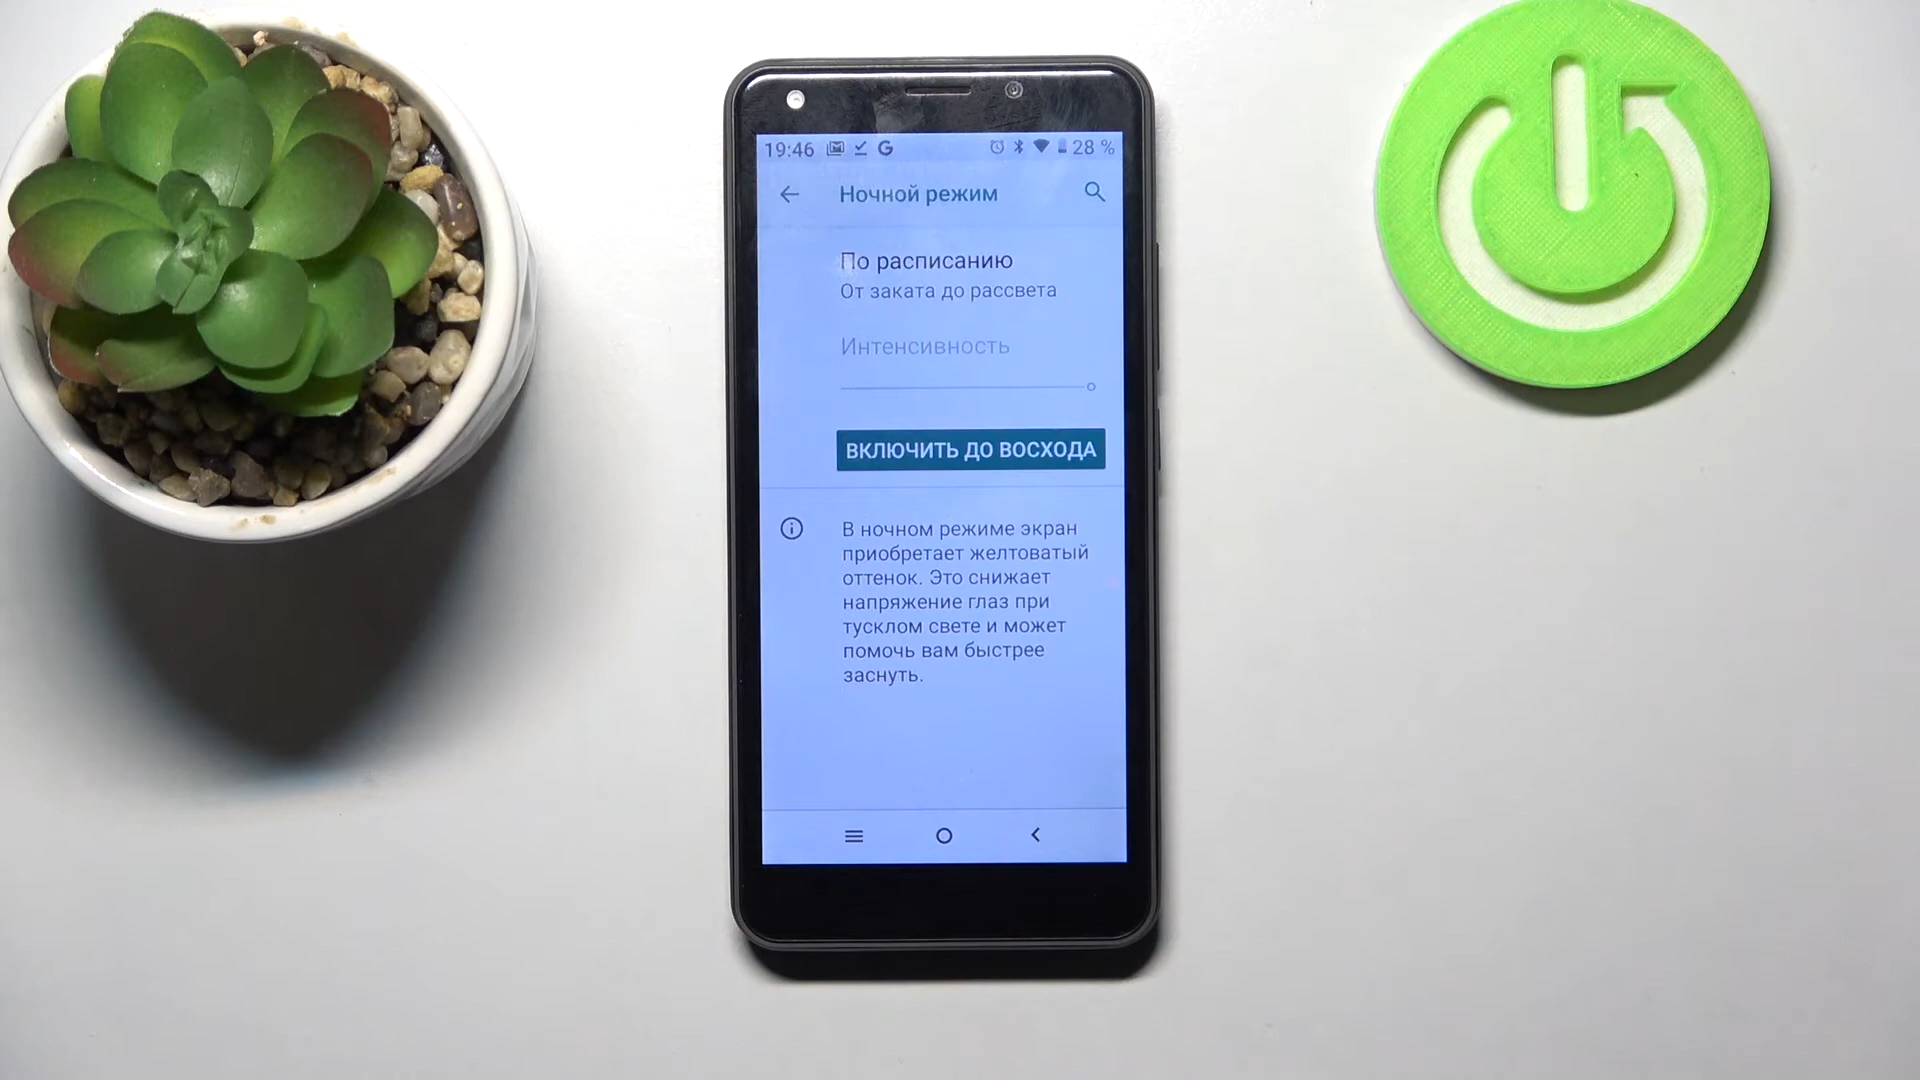 19:46 28 %
Ночной режим
По расписанию
От заката до рассвета
Интенсивность
ВКЛЮЧИТЬ ДО ВОСХОДА
В ночном режиме экран
приобретает желтоватый
оттенок. Это снижает
напряжение глаз при
тусклом свете и может
помочь вам быстрее
заснуть.